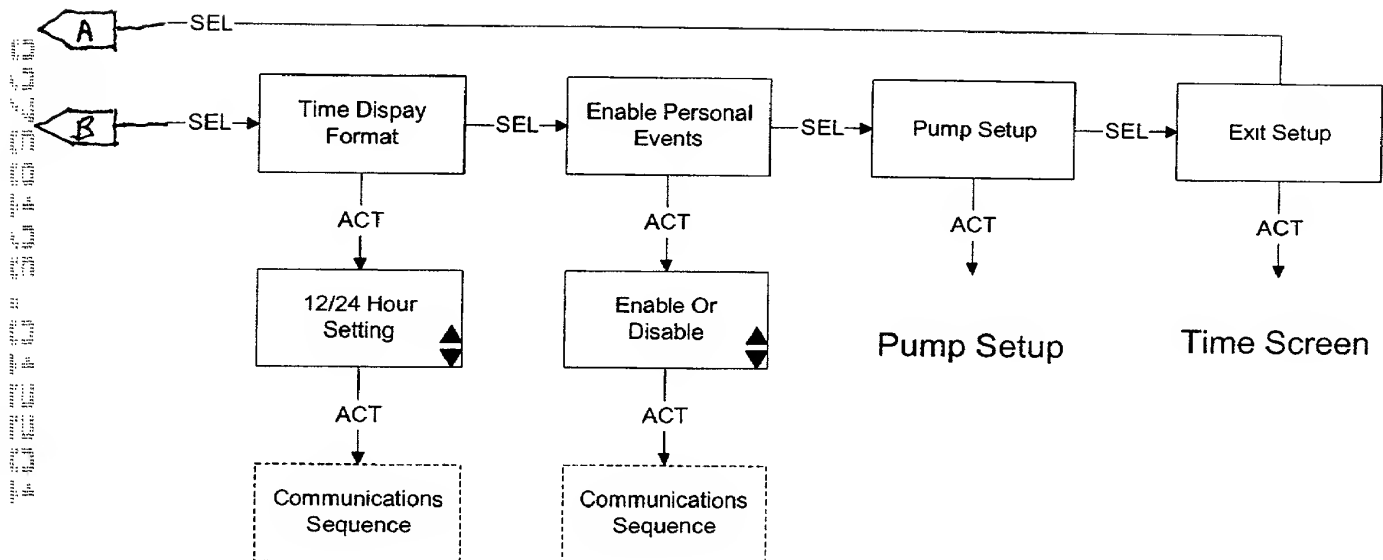 A
SEL
B
SEL
Time Dispay
Format
SEL
Enable Personal
Events
SEL
Pump Setup
SEL
Exit Setup
ACT
ACT
ACT
ACT
12/24 Hour
Setting
Enable Or
Disable
Pump Setup
Time Screen
ACT
ACT
Communications
Sequence
Communications
Sequence